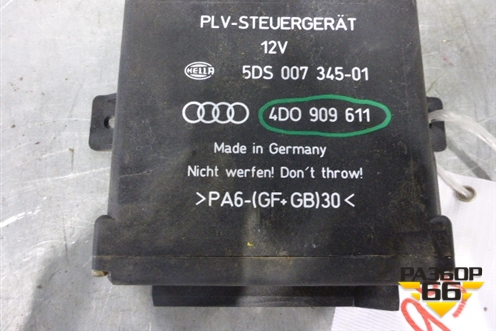 PLV-STEUERGERÄT
12V
HELLA 5DS 007 345-01
4D0 909 611
Made in Germany
Nicht werfen! Don´t throw!
>PA6-(GF+GB)30<
РАЗБОР
66